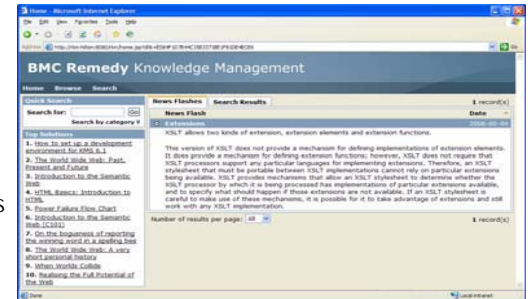 s
Home - Microsoft Internet Explorer
File Edit View Favorites Tools Help
BMC Remedy Knowledge Management
Home Browse Search
Quick Search
Search for: Go
Search by category
Top Solutions
1. How to set up a development
environment for KMS 6.1
2. The World Wide Web: Past,
Present and Future
3. Introduction to the Semantic
Web
4. HTML Basics: Introduction to
HTML
5. Power Failure Flow Chart
6. Introduction to the Semantic
Web (C101)
7. On the bogusness of reporting
the winning word in a spelling bee
8. The World Wide Web: A very
short personal history
9. When Worlds Collide
10. Realising the Full Potential of
the Web
News Flashes Search Results 1 record(s)
News Flash Date
Extensions
XSLT allows two kinds of extension, extension elements and extension functions.
This version of XSLT does not provide a mechanism for defining implementations of extension elements.
It does provide a mechanism for defining extension functions; however, XSLT does not require that
XSLT processors support any particular languages for implementing extensions. Therefore, an XSLT
stylesheet that must be portable between XSLT implementations cannot rely on particular extensions
being available. XSLT provides mechanisms that allow an XSLT stylesheet to determine whether the
XSLT processor by which it is being processed has implementations of particular extensions available,
and to specify what should happen if those extensions are not available. If an XSLT stylesheet is
careful to make use of these mechanisms, it is possible for it to take advantage of extensions and still
work with any XSLT implementation.
Number of results per page: All 1 record(s)
Done Local intranet